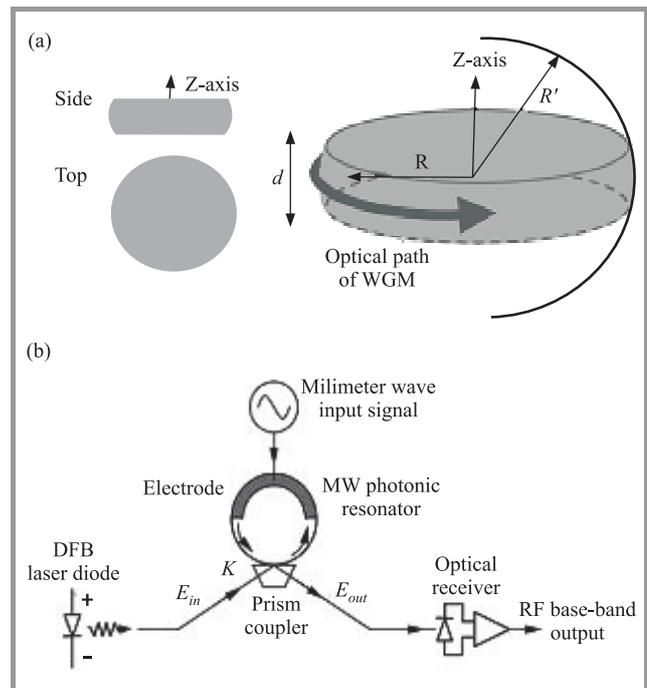 (a)
Side
Z-axis
Top
Z-axis
R'
R
d
Optical path
of WGM
(b)
Milimeter wave
input signal
Electrode
MW photonic
resonator
DFB
laser diode
+
-
E_in
K
Prism
coupler
E_out
Optical
receiver
RF base-band
output